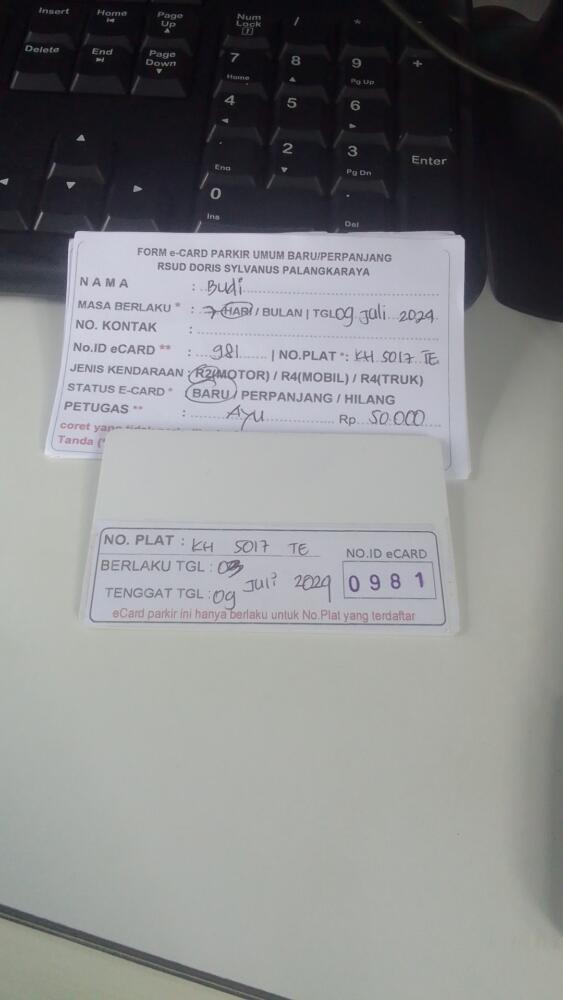 Insert Home Page Up Num Lock / *
Delete End Page Down 7 Home 8 9 Pg Up +
4 5 6
End 2 3 Pg Dn Enter
0 Ins . Del
FORM e-CARD PARKIR UMUM BARU/PERPANJANG
RSUD DORIS SYLVANUS PALANGKARAYA
N A M A : Budi
MASA BERLAKU * : 7 HARI / BULAN | TGL 09 Juli 2024
NO. KONTAK :
No.ID eCARD ** : 981 | NO.PLAT *: KH 5017 TE
JENIS KENDARAAN : R2(MOTOR) / R4(MOBIL) / R4(TRUK)
STATUS E-CARD * : BARU / PERPANJANG / HILANG
PETUGAS ** : Ayu Rp. 50.000
coret yang
Tanda (*
NO. PLAT : KH 5017 TE
BERLAKU TGL : 03
TENGGAT TGL : 09 Juli 2024
NO.ID eCARD
0981
eCard parkir ini hanya berlaku untuk No.Plat yang terdaftar